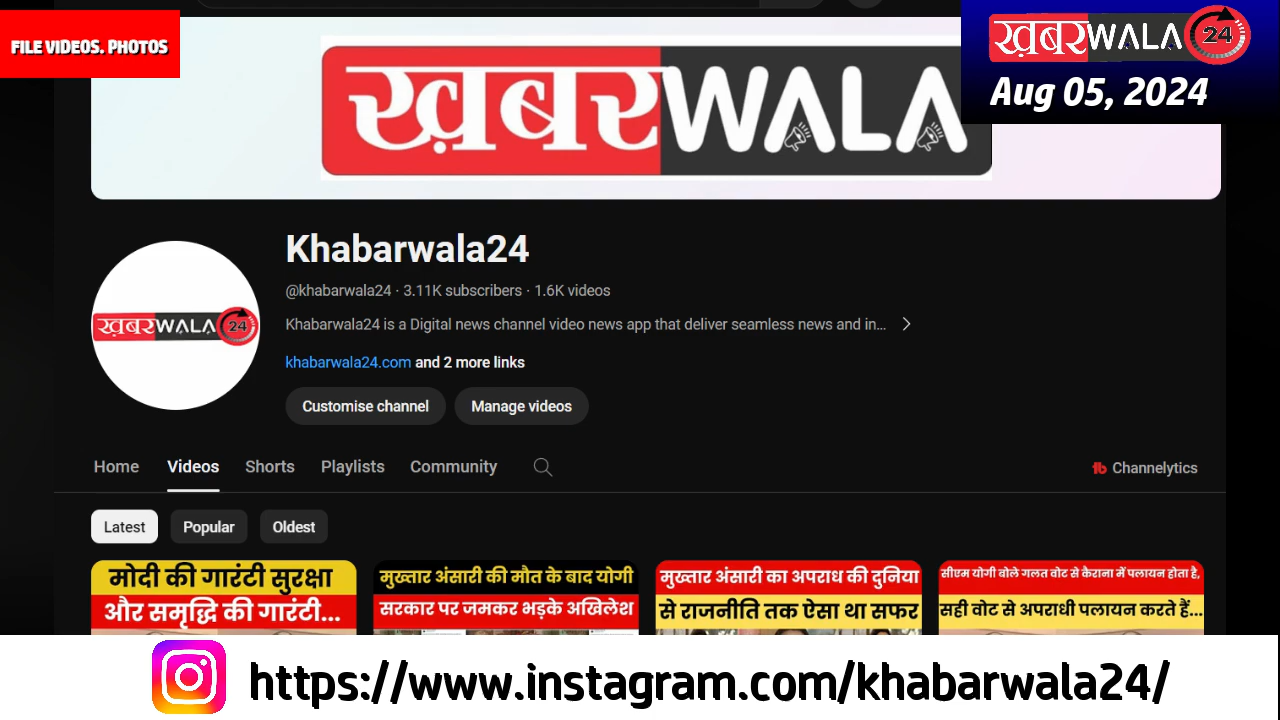 FILE VIDEOS. PHOTOS
ख़बरWALA 24
Aug 05, 2024
ख़बरWALA
Khabarwala24
@khabarwala24 · 3.11K subscribers · 1.6K videos
Khabarwala24 is a Digital news channel video news app that deliver seamless news and in...
khabarwala24.com and 2 more links
ख़बरWALA 24
Customise channel Manage videos
Home Videos Shorts Playlists Community
Channelytics
Latest Popular Oldest
मोदी की गारंटी सुरक्षा
और समृद्धि की गारंटी...
मुख्तार अंसारी की मौत के बाद योगी
सरकार पर जमकर भड़के अखिलेश
मुख्तार अंसारी का अपराध की दुनिया
से राजनीति तक ऐसा था सफर
सीएम योगी बोले गलत वोट से कैराना में पलायन होता है,
सही वोट से अपराधी पलायन करते हैं...
https://www.instagram.com/khabarwala24/